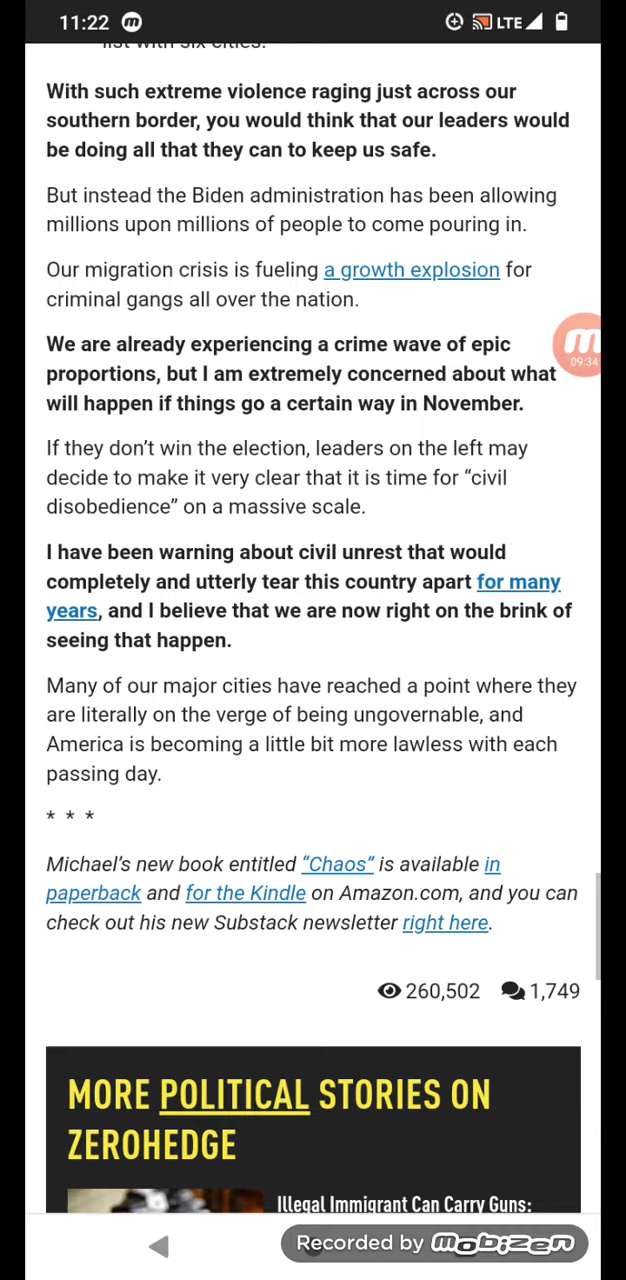 11:22
LTE
list with six cities.
With such extreme violence raging just across our
southern border, you would think that our leaders would
be doing all that they can to keep us safe.
But instead the Biden administration has been allowing
millions upon millions of people to come pouring in.
Our migration crisis is fueling a growth explosion for
criminal gangs all over the nation.
We are already experiencing a crime wave of epic
proportions, but I am extremely concerned about what
will happen if things go a certain way in November.
09:34
If they don’t win the election, leaders on the left may
decide to make it very clear that it is time for “civil
disobedience” on a massive scale.
I have been warning about civil unrest that would
completely and utterly tear this country apart for many
years, and I believe that we are now right on the brink of
seeing that happen.
Many of our major cities have reached a point where they
are literally on the verge of being ungovernable, and
America is becoming a little bit more lawless with each
passing day.
* * *
Michael’s new book entitled “Chaos” is available in
paperback and for the Kindle on Amazon.com, and you can
check out his new Substack newsletter right here.
260,502 1,749
MORE POLITICAL STORIES ON
ZEROHEDGE
Illegal Immigrant Can Carry Guns:
Recorded by mobizen